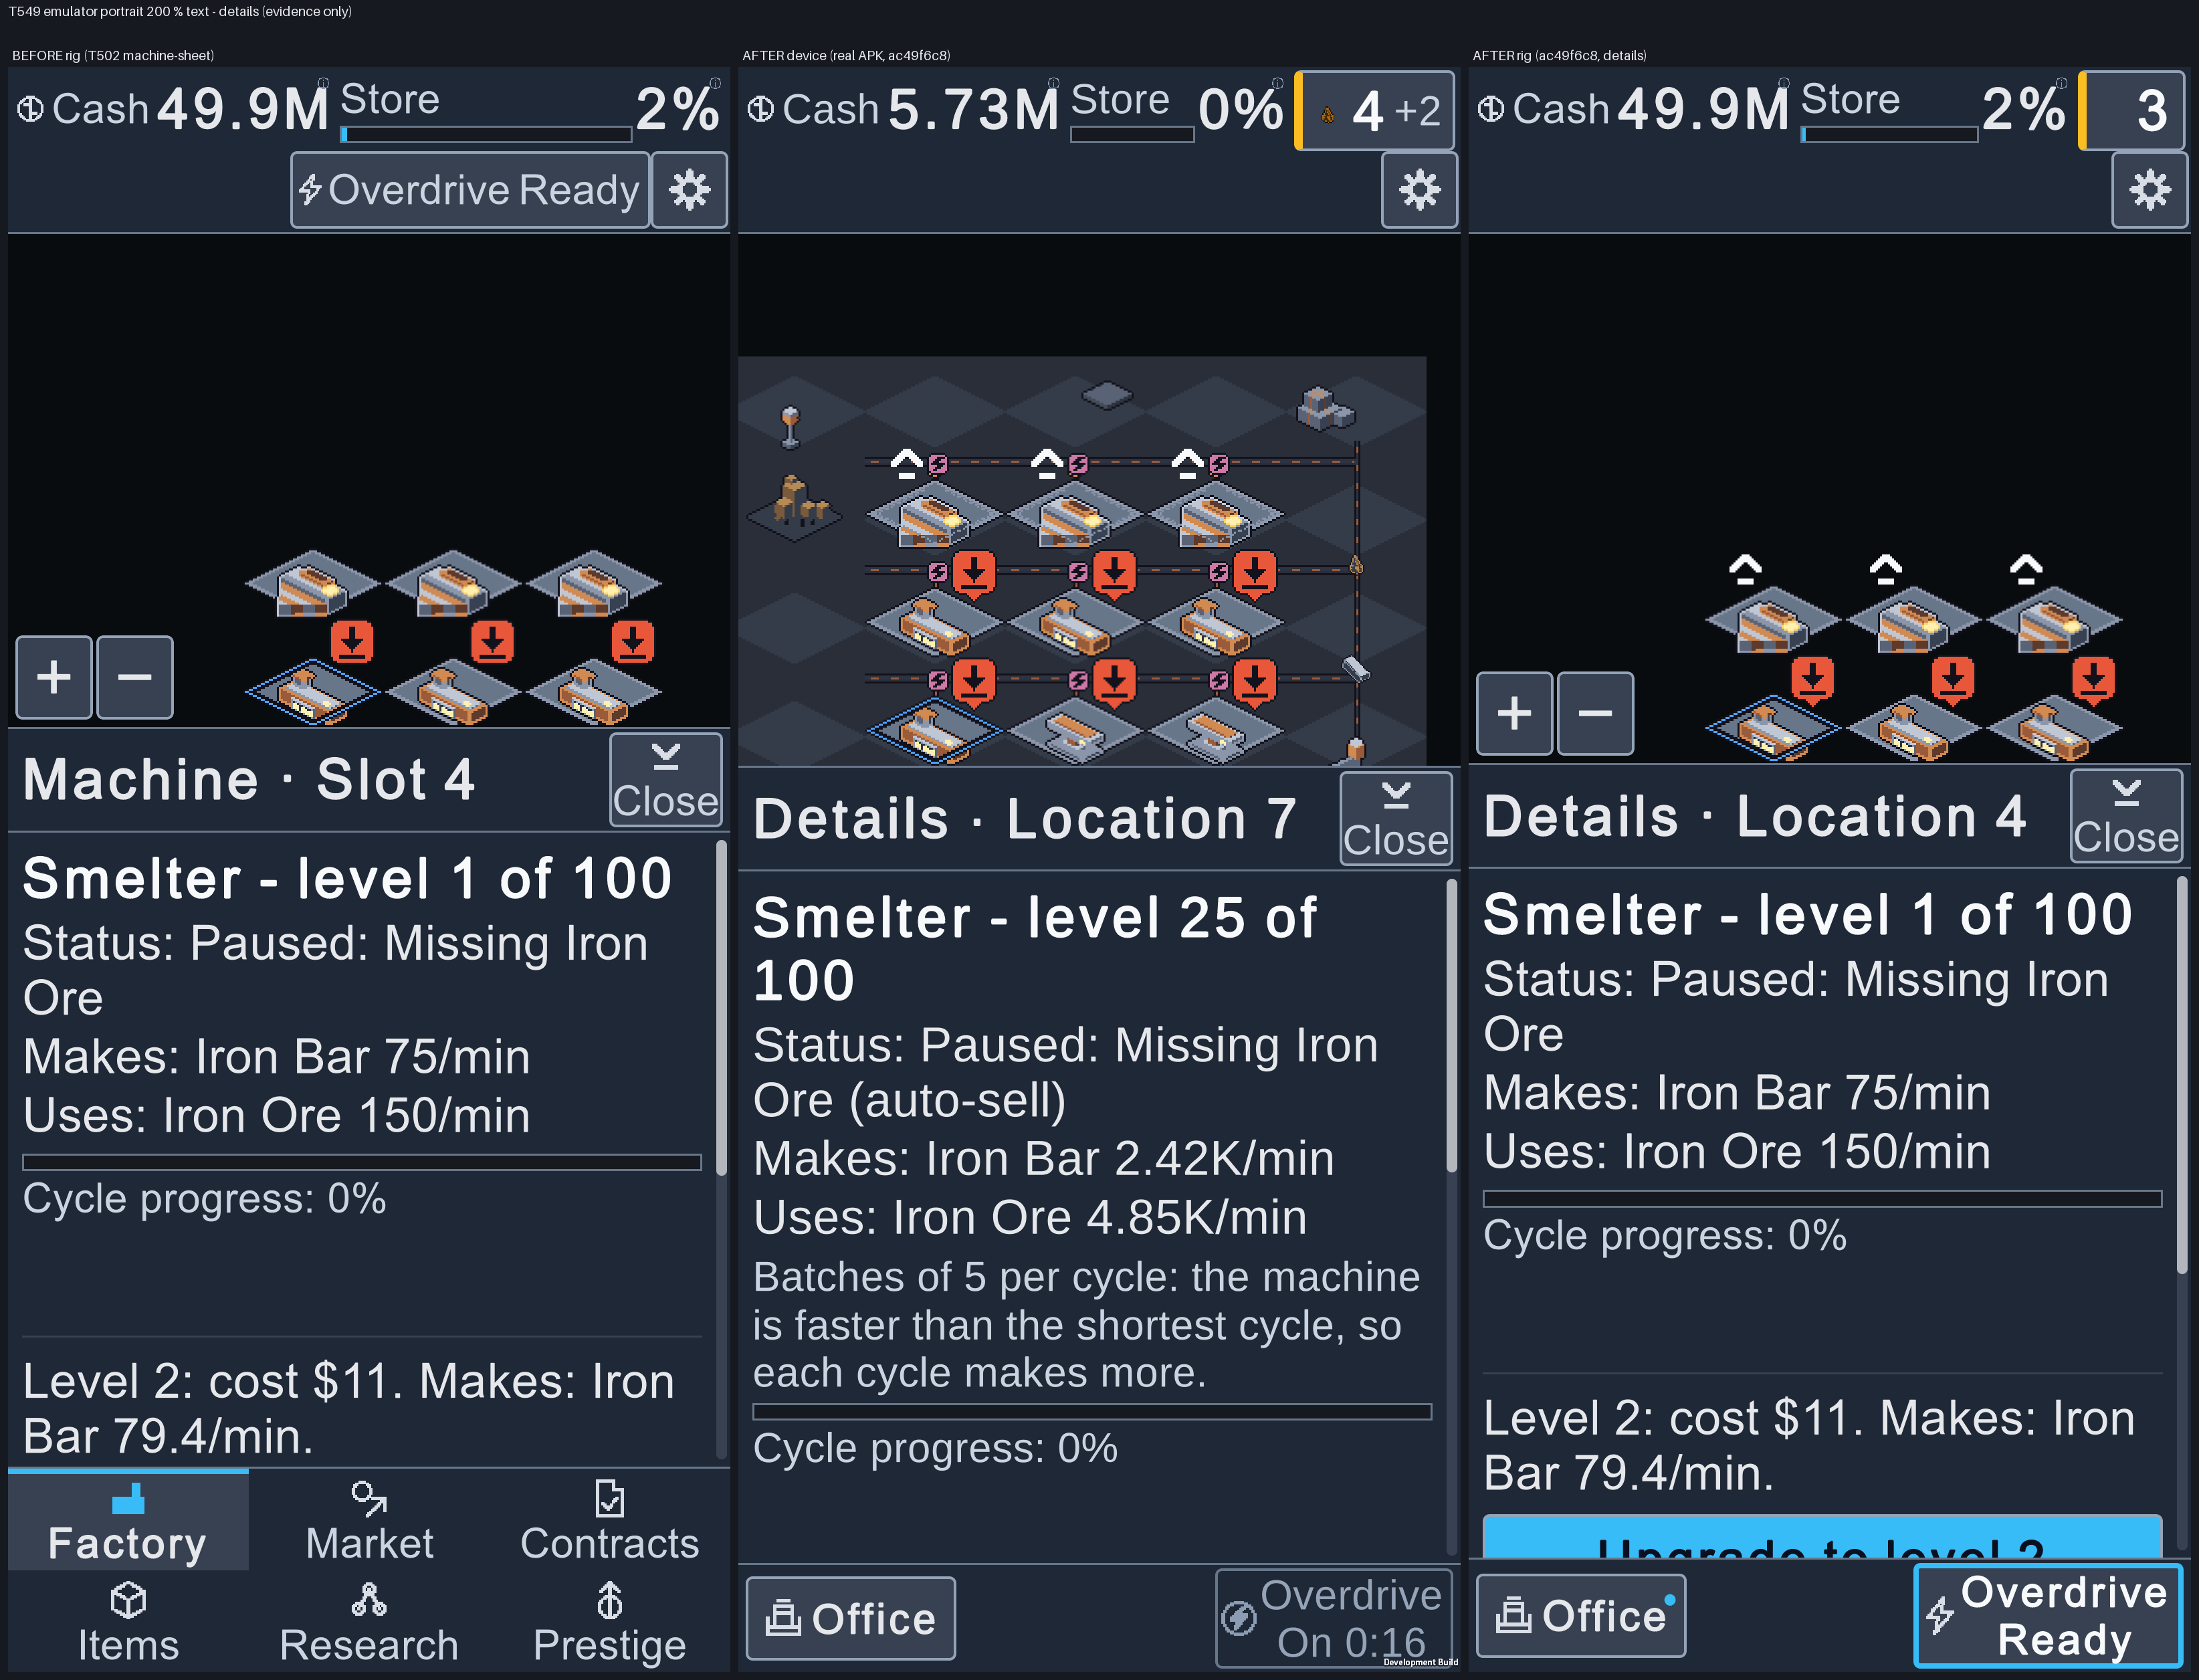 T549 emulator portrait 200 % text - details (evidence only)
BEFORE rig (T502 machine-sheet)
Cash 49.9M Store 2%
Overdrive Ready
+ −
Machine · Slot 4
Close
Smelter - level 1 of 100
Status: Paused: Missing Iron
Ore
Makes: Iron Bar 75/min
Uses: Iron Ore 150/min
Cycle progress: 0%
Level 2: cost $11. Makes: Iron
Bar 79.4/min.
Factory Market Contracts
Items Research Prestige
AFTER device (real APK, ac49f6c8)
Cash 5.73M Store 0% 4 +2
Details · Location 7
Close
Smelter - level 25 of
100
Status: Paused: Missing Iron
Ore (auto-sell)
Makes: Iron Bar 2.42K/min
Uses: Iron Ore 4.85K/min
Batches of 5 per cycle: the machine
is faster than the shortest cycle, so
each cycle makes more.
Cycle progress: 0%
Office
Overdrive
On 0:16
Development Build
AFTER rig (ac49f6c8, details)
Cash 49.9M Store 2% 3
+ −
Details · Location 4
Close
Smelter - level 1 of 100
Status: Paused: Missing Iron
Ore
Makes: Iron Bar 75/min
Uses: Iron Ore 150/min
Cycle progress: 0%
Level 2: cost $11. Makes: Iron
Bar 79.4/min.
Upgrade to level 2
Office
Overdrive
Ready